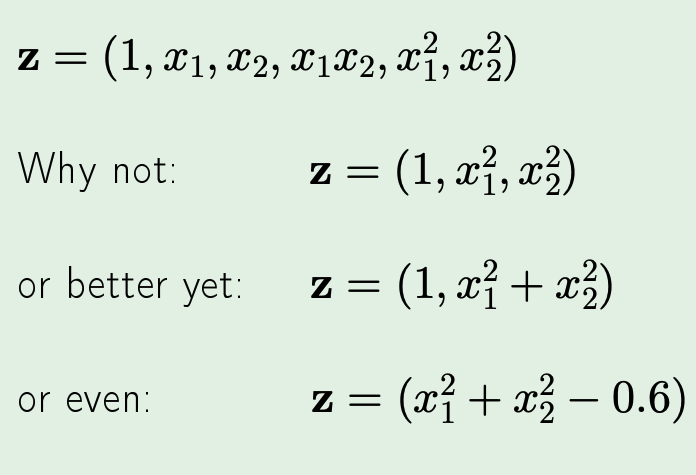 z = (1, x₁, x₂, x₁x₂, x₁², x₂²)
Why not: z = (1, x₁², x₂²)
or better yet: z = (1, x₁² + x₂²)
or even: z = (x₁² + x₂² − 0.6)